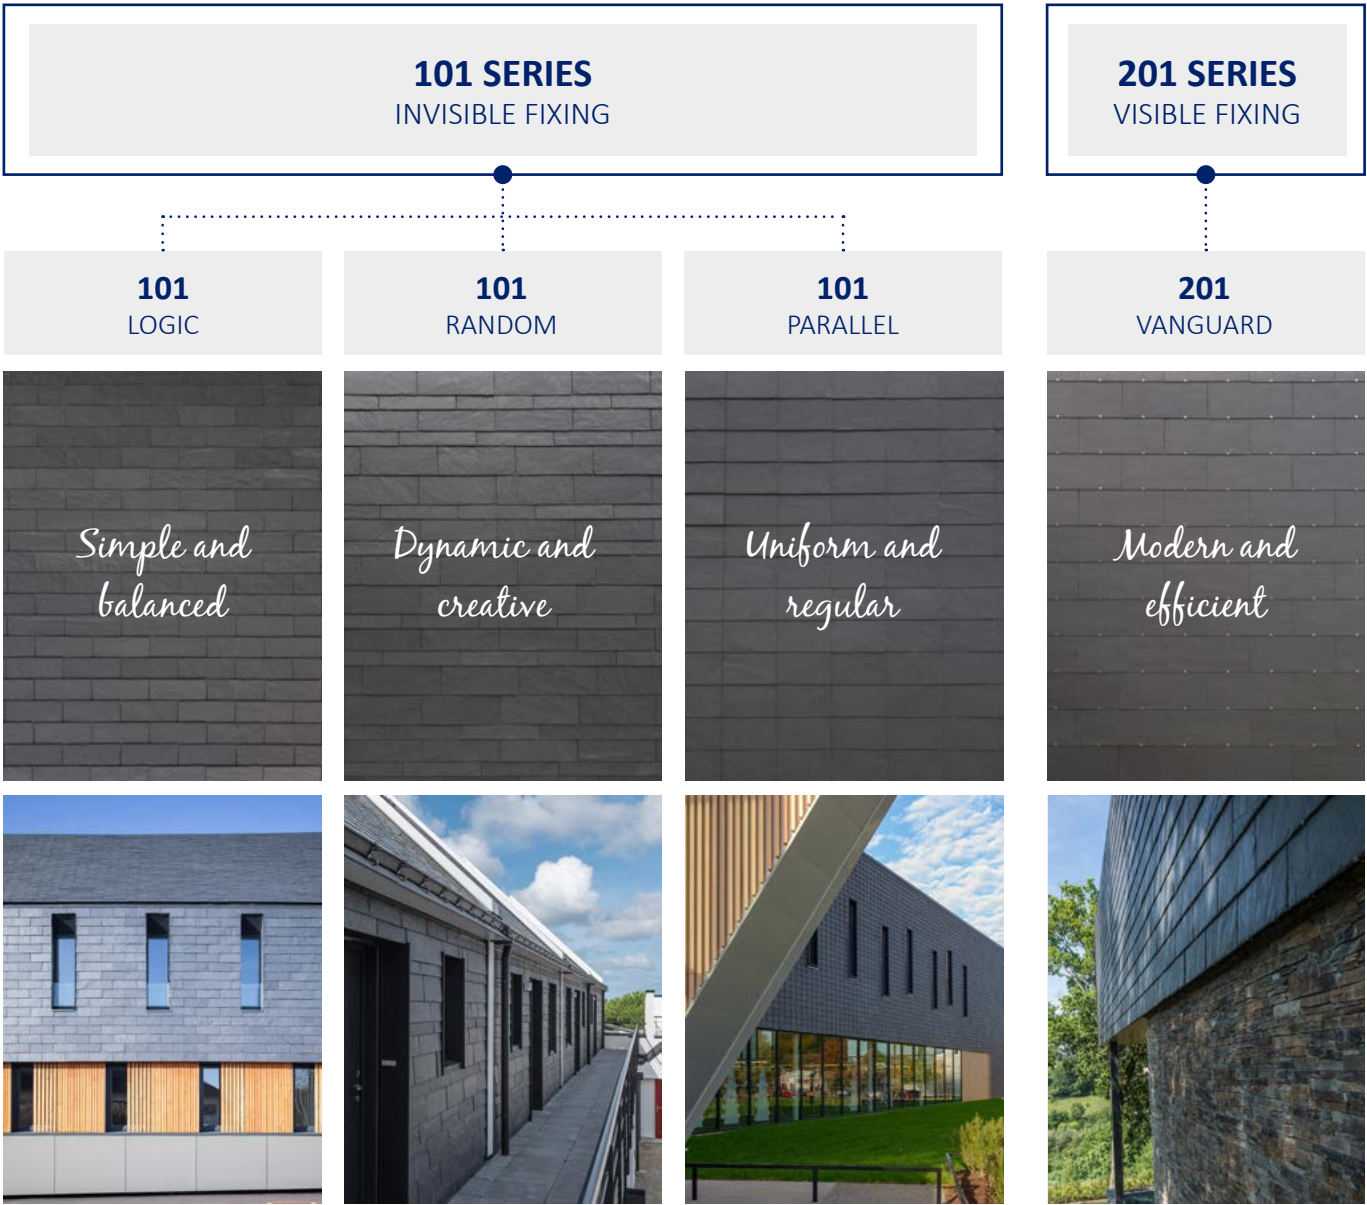 101 SERIES
INVISIBLE FIXING
201 SERIES
VISIBLE FIXING
101
LOGIC
101
RANDOM
101
PARALLEL
201
VANGUARD
Simple and
balanced
Dynamic and
creative
Uniform and
regular
Modern and
efficient